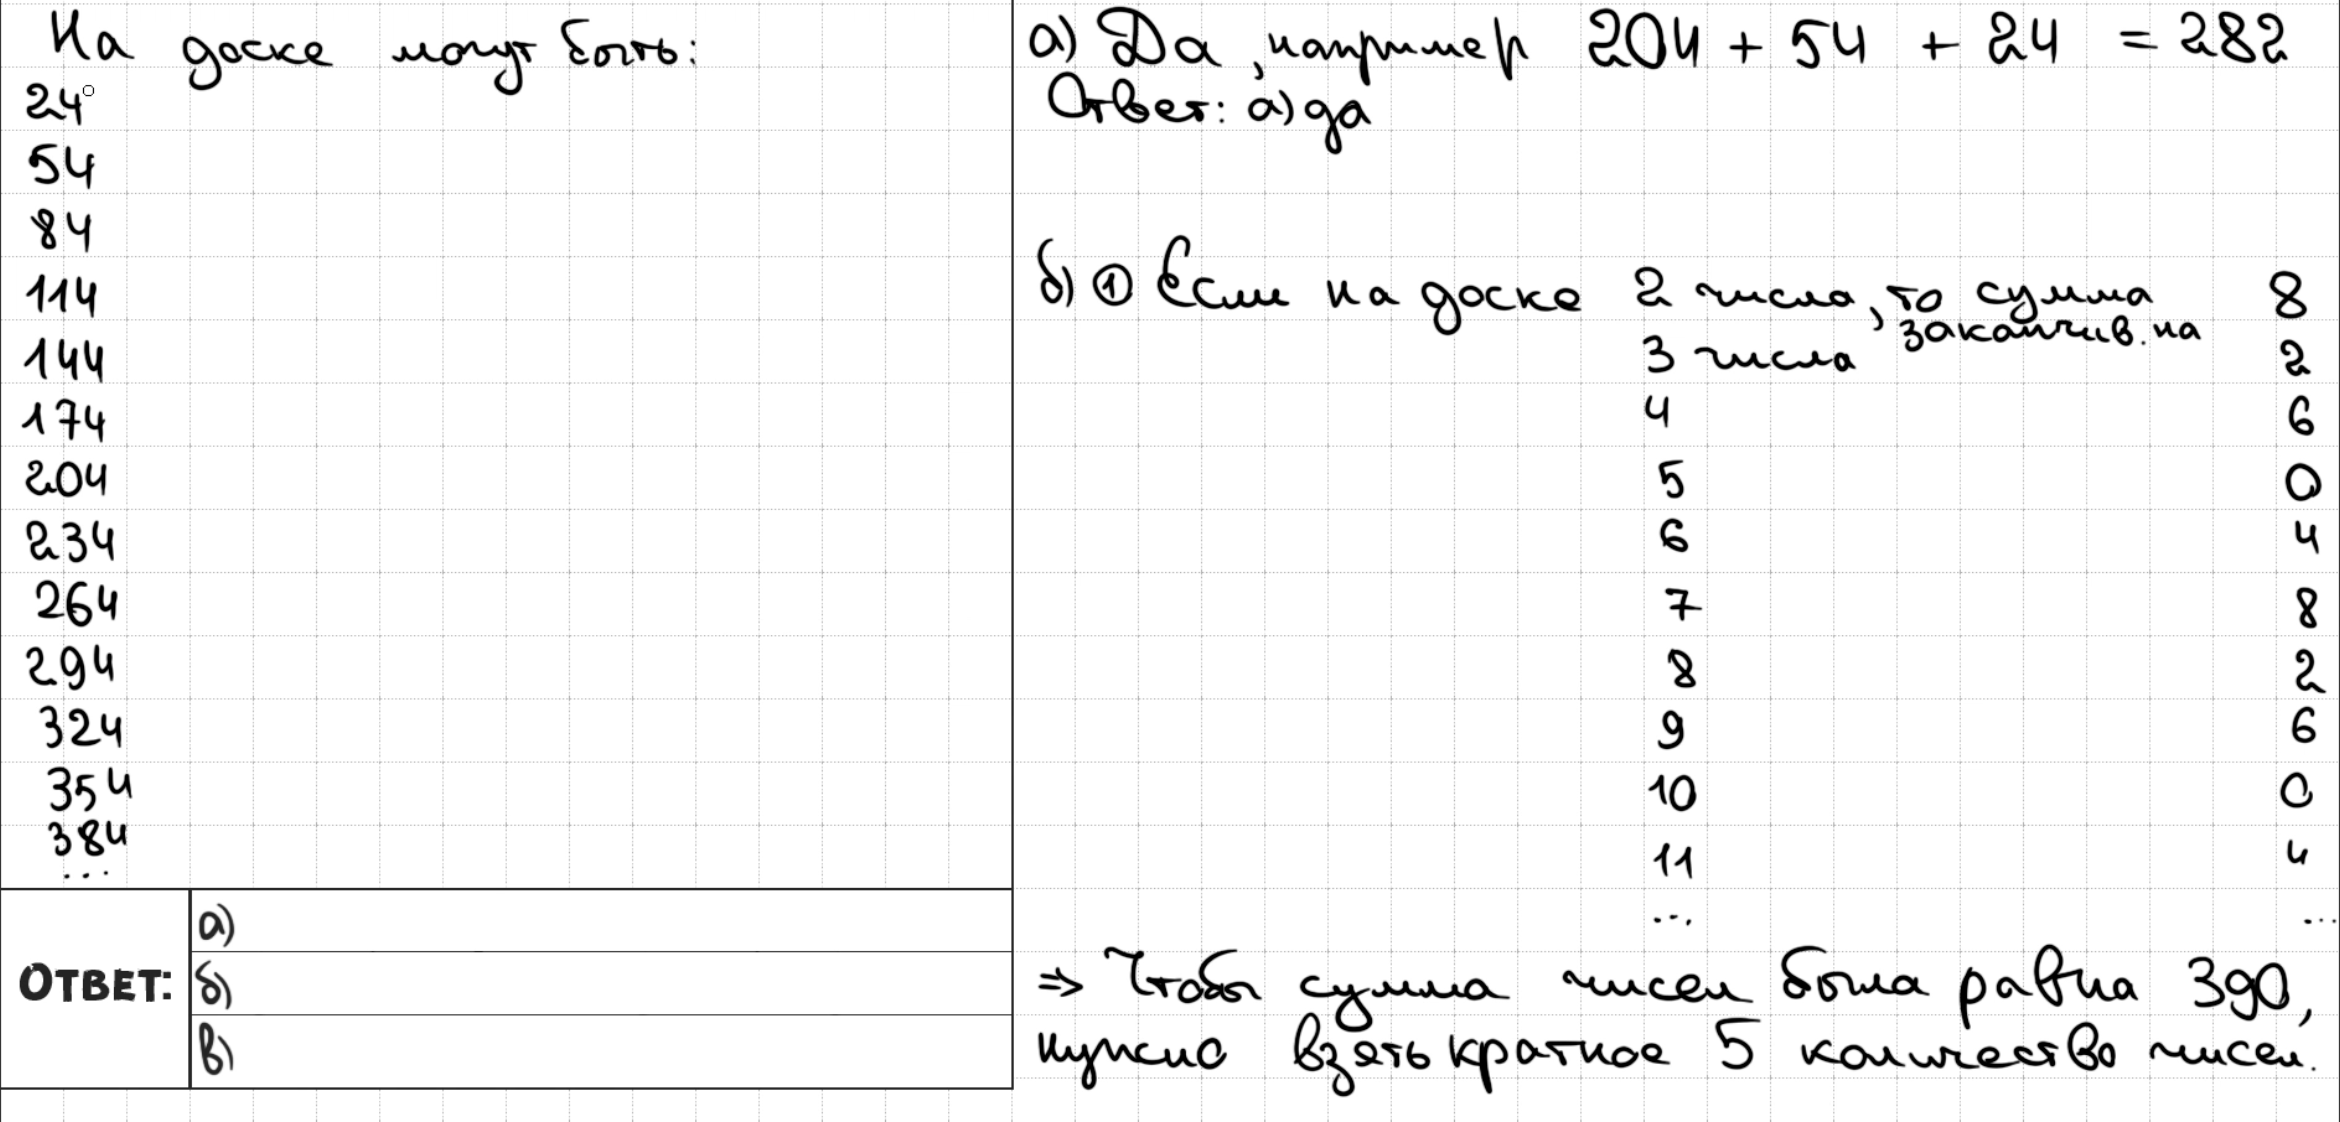 На доске могут быть:
24
54
84
114
144
174
204
234
264
294
324
354
384
...
ОТВЕТ:
а)
б)
в)
а) Да, например 204 + 54 + 24 = 282
Ответ: а) да
б) ① Если на доске 2 числа, то сумма заканчив. на 8
3 числа 2
4 6
5 0
6 4
7 8
8 2
9 6
10 0
11 4
... ...
⇒ Чтобы сумма чисел была равна 390,
нужно взять кратное 5 количество чисел.